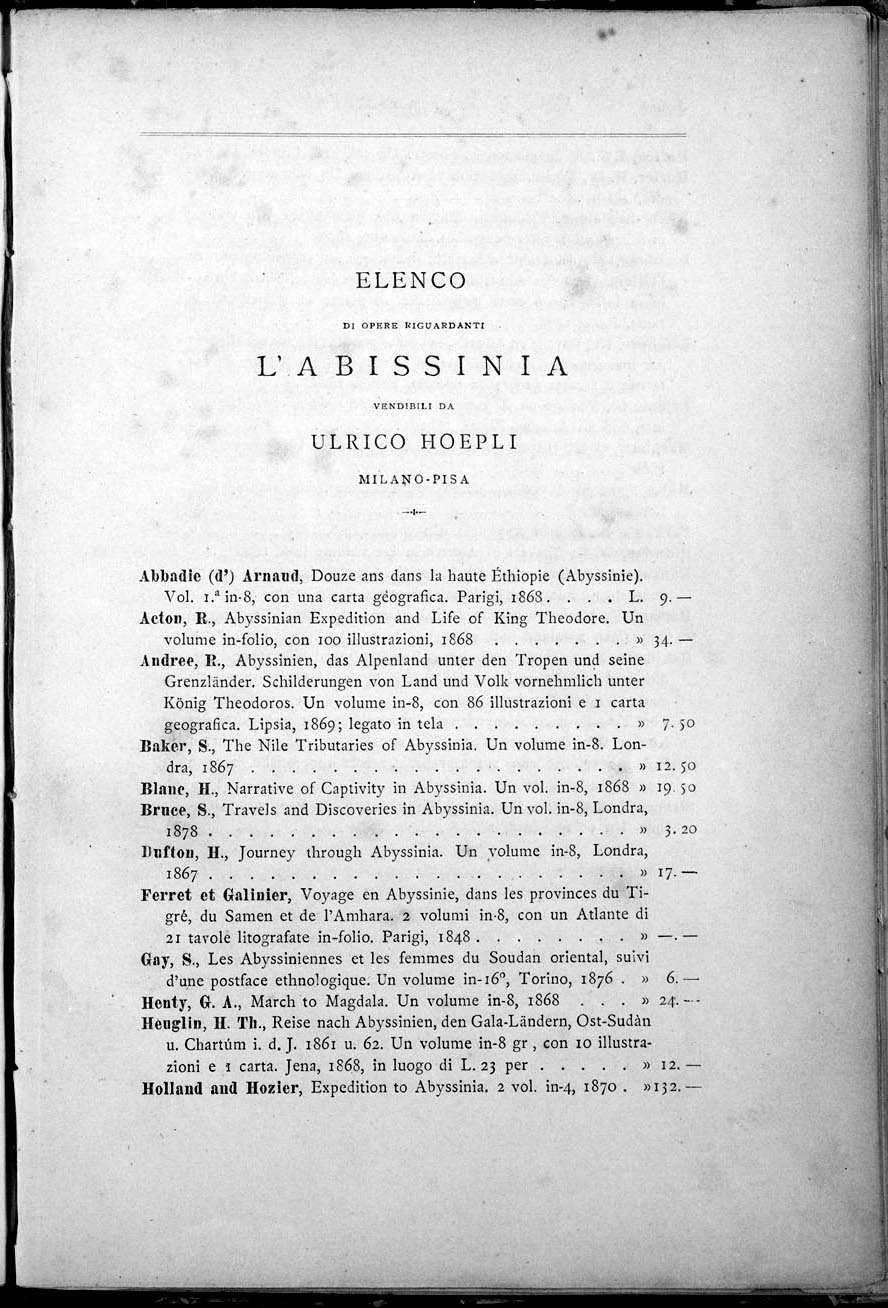 ELENCO
DI OPERE RIGUARDANTI
L' ABISSINIA
VENDIBILI DA
ULRICO HOEPLI
MILANO-PISA
Abbadie (d') Arnaud, Douze ans dans la haute Éthiopie (Abyssinie).
Vol. 1.ª in-8, con una carta géografica. Parigi, 1868. . . . L. 9. —
Acton, R., Abyssinian Expedition and Life of King Theodore. Un
volume in-folio, con 100 illustrazioni, 1868 . . . . . . . » 34. —
Andree, R., Abyssinien, das Alpenland unter den Tropen und seine
Grenzländer. Schilderungen von Land und Volk vornehmlich unter
König Theodoros. Un volume in-8, con 86 illustrazioni e 1 carta
geografica. Lipsia, 1869; legato in tela . . . . . . . . . » 7. 50
Baker, S., The Nile Tributaries of Abyssinia. Un volume in-8. Lon-
dra, 1867 . . . . . . . . . . . . . . . . . » 12. 50
Blanc, H., Narrative of Captivity in Abyssinia. Un vol. in-8, 1868 » 19. 50
Bruce, S., Travels and Discoveries in Abyssinia. Un vol. in-8, Londra,
1878 . . . . . . . . . . . . . . . . . » 3. 20
Dufton, H., Journey through Abyssinia. Un volume in-8, Londra,
1867 . . . . . . . . . . . . . . . . . » 17. —
Ferret et Galinier, Voyage en Abyssinie, dans les provinces du Ti-
gré, du Samen et de l'Amhara. 2 volumi in-8, con un Atlante di
21 tavole litografate in-folio. Parigi, 1848 . . . . . . . . » —. —
Gay, S., Les Abyssiniennes et les femmes du Soudan oriental, suivi
d'une postface ethnologique. Un volume in-16º, Torino, 1876 . » 6. —
Henty, G. A., March to Magdala. Un volume in-8, 1868 . . . » 24. —
Heuglin, H. Th., Reise nach Abyssinien, den Gala-Ländern, Ost-Sudàn
u. Chartúm i. d. J. 1861 u. 62. Un volume in-8 gr, con 10 illustra-
zioni e 1 carta. Jena, 1868, in luogo di L. 23 per . . . . . » 12. —
Holland and Hozier, Expedition to Abyssinia. 2 vol. in-4, 1870 . »132. —